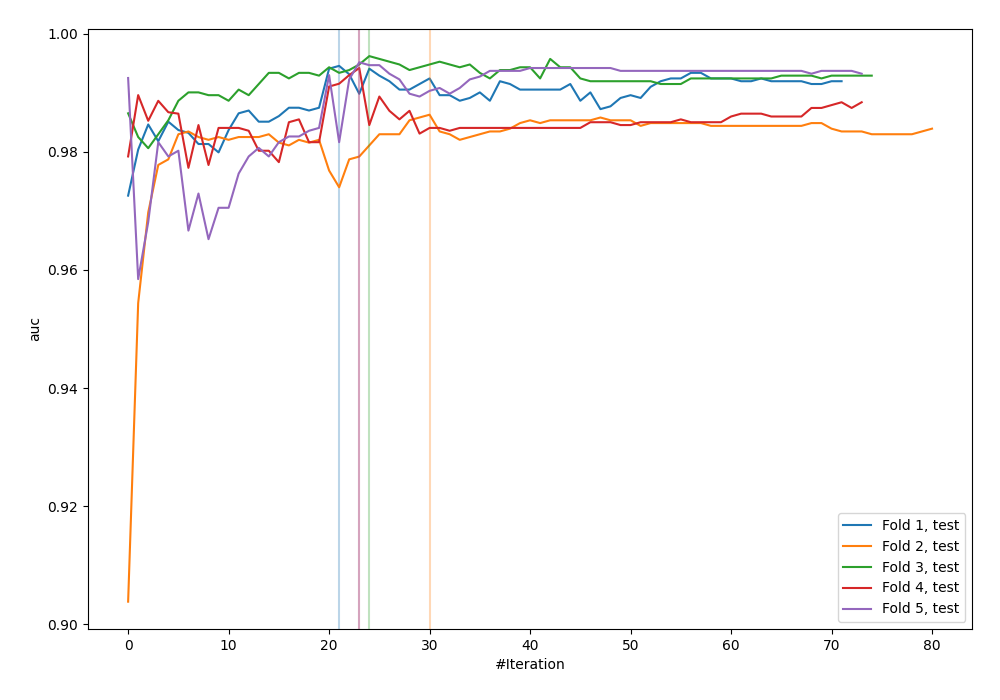 1.00
0.98
0.96
0.94
0.92
0.90
auc
0 10 20 30 40 50 60 70 80
#Iteration
Fold 1, test
Fold 2, test
Fold 3, test
Fold 4, test
Fold 5, test